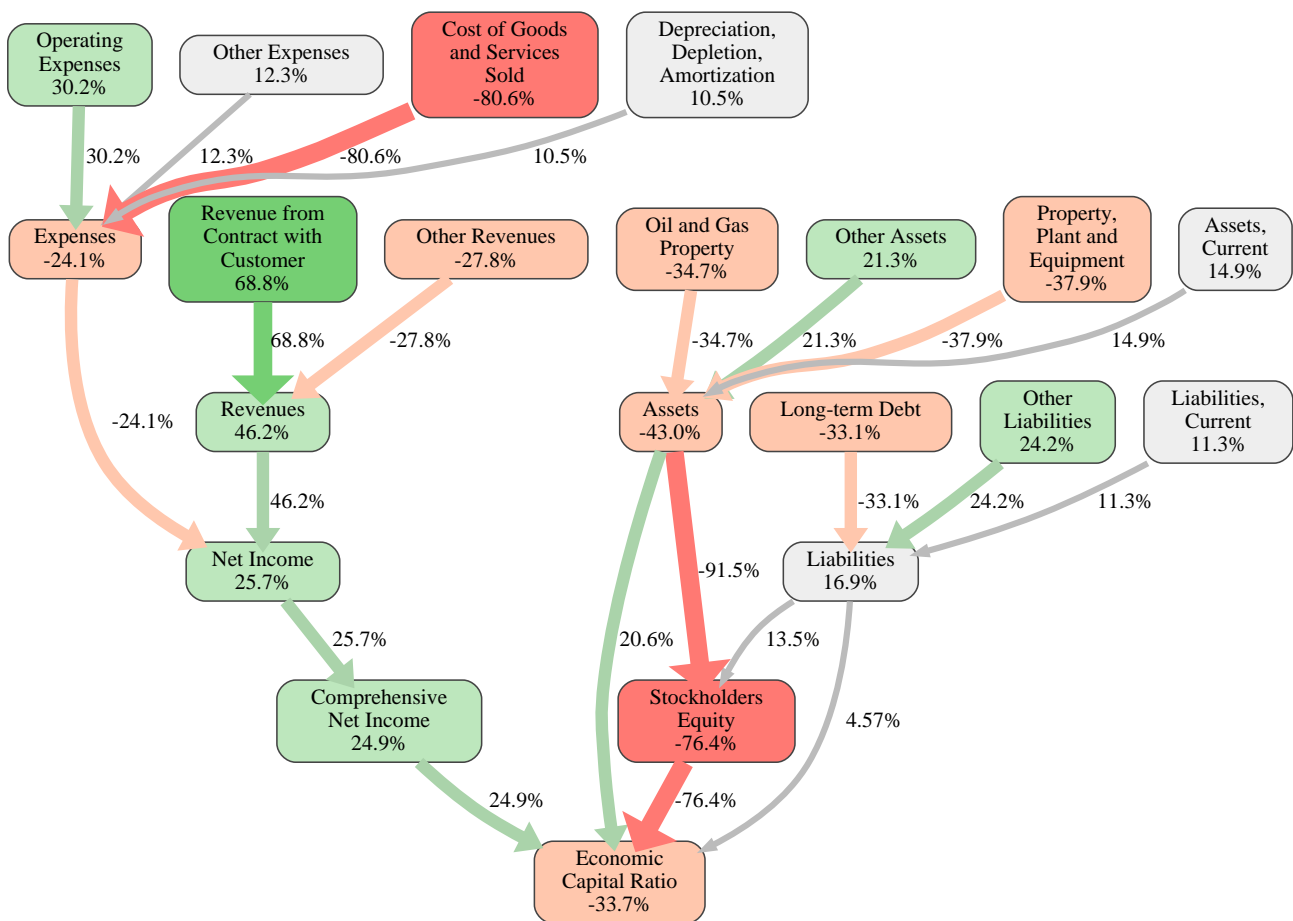 Operating
Expenses
30.2%
Other Expenses
12.3%
Cost of Goods
and Services
Sold
-80.6%
Depreciation,
Depletion,
Amortization
10.5%
30.2%
12.3%
-80.6%
10.5%
Expenses
-24.1%
Revenue from
Contract with
Customer
68.8%
Other Revenues
-27.8%
Oil and Gas
Property
-34.7%
Other Assets
21.3%
Property,
Plant and
Equipment
-37.9%
Assets,
Current
14.9%
68.8%
-27.8%
-34.7%
21.3%
-37.9%
14.9%
-24.1%
Revenues
46.2%
Assets
-43.0%
Long-term Debt
-33.1%
Other
Liabilities
24.2%
Liabilities,
Current
11.3%
46.2%
-33.1%
24.2%
11.3%
Net Income
25.7%
-91.5%
Liabilities
16.9%
25.7%
20.6%
13.5%
Comprehensive
Net Income
24.9%
Stockholders
Equity
-76.4%
4.57%
24.9%
-76.4%
Economic
Capital Ratio
-33.7%